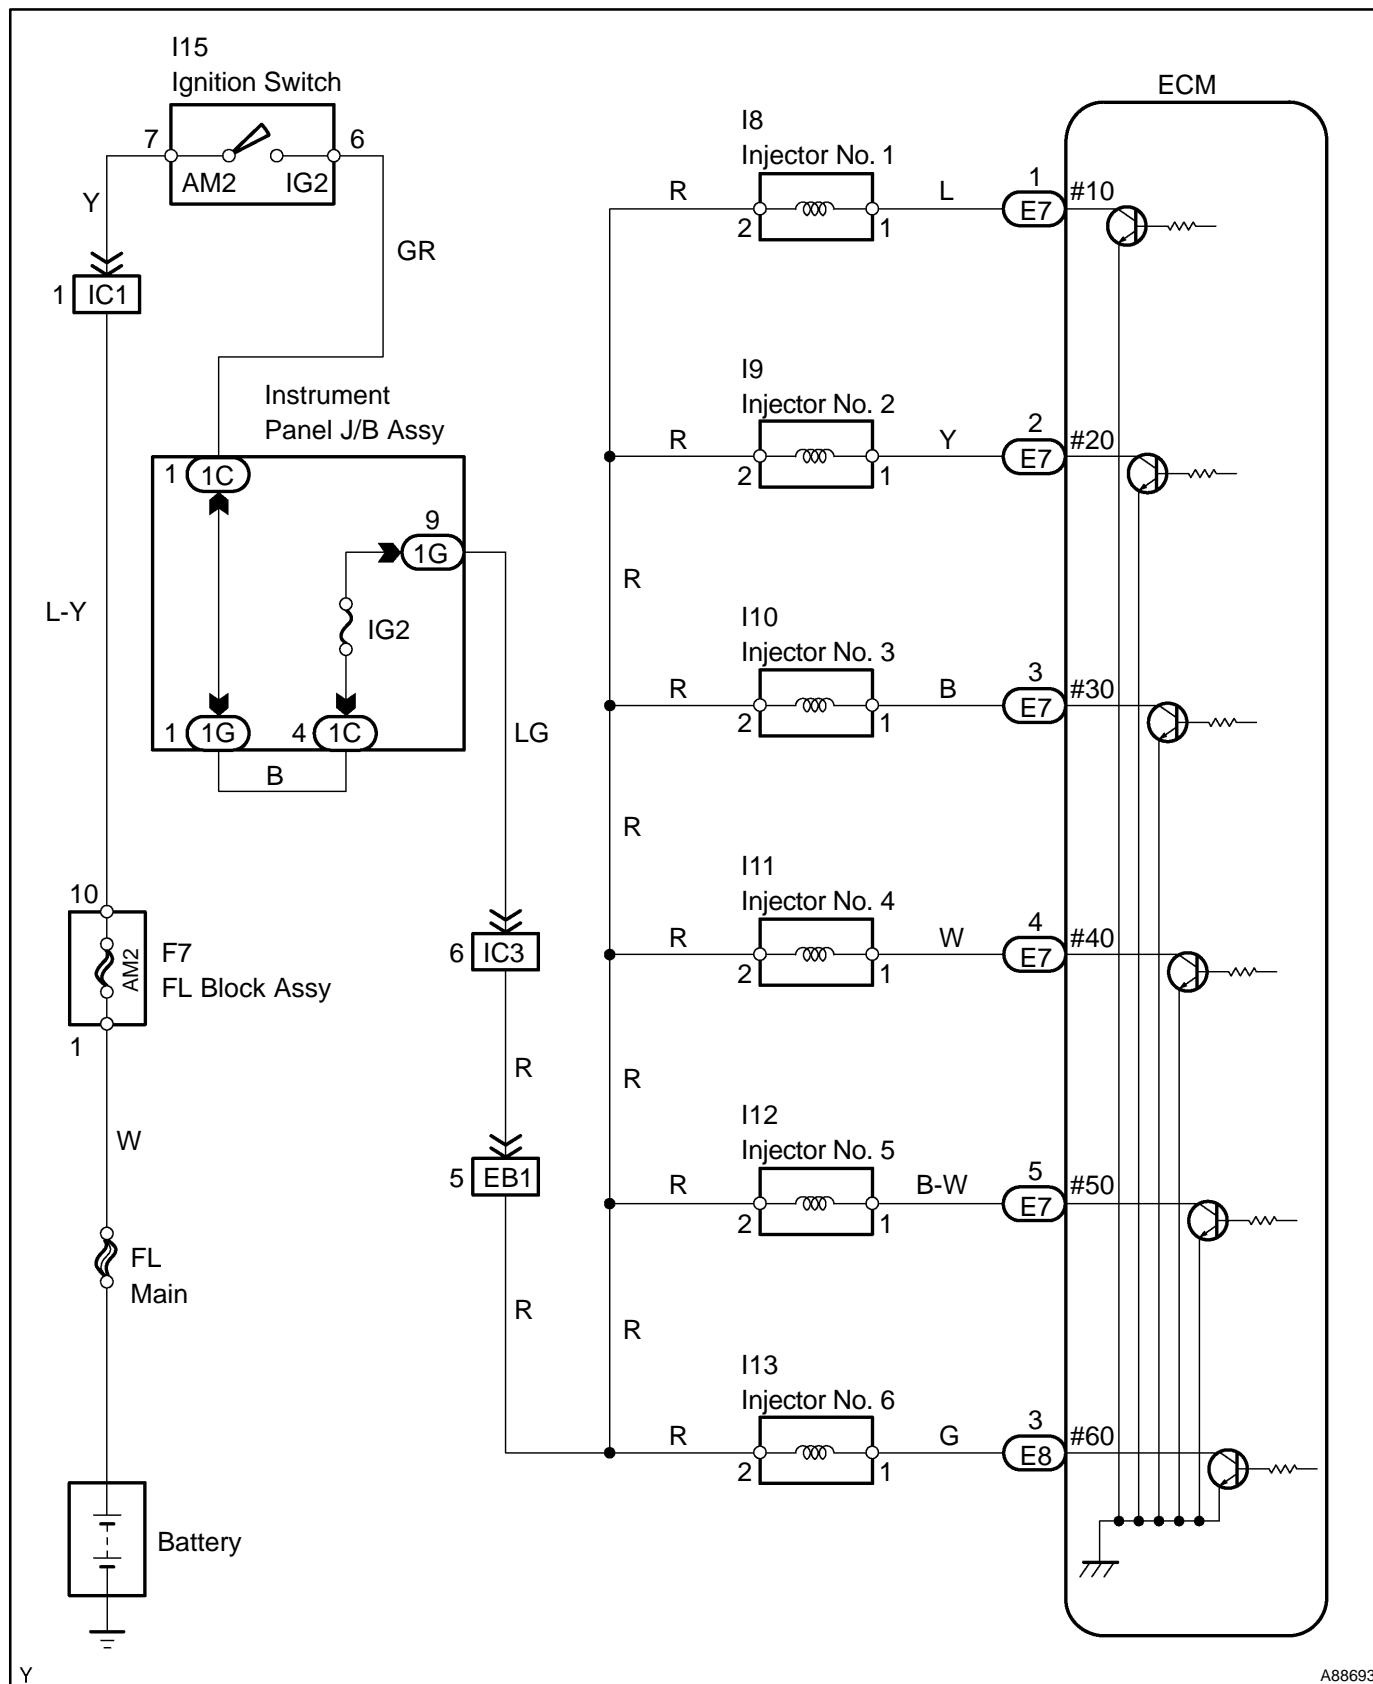 I15
Ignition Switch
7
6
AM2
IG2
Y
GR
1
IC1
Instrument
Panel J/B Assy
1
1C
9
1G
IG2
L-Y
1
1G
4
1C
B
LG
10
AM2
F7
FL Block Assy
1
6
IC3
R
W
5
EB1
FL
Main
R
Battery
ECM
I8
Injector No. 1
R
2
1
L
1
E7
#10
I9
Injector No. 2
R
2
1
Y
2
E7
#20
R
I10
Injector No. 3
R
2
1
B
3
E7
#30
R
I11
Injector No. 4
R
2
1
W
4
E7
#40
R
I12
Injector No. 5
R
2
1
B-W
5
E7
#50
R
I13
Injector No. 6
R
2
1
G
3
E8
#60
Y
A88693